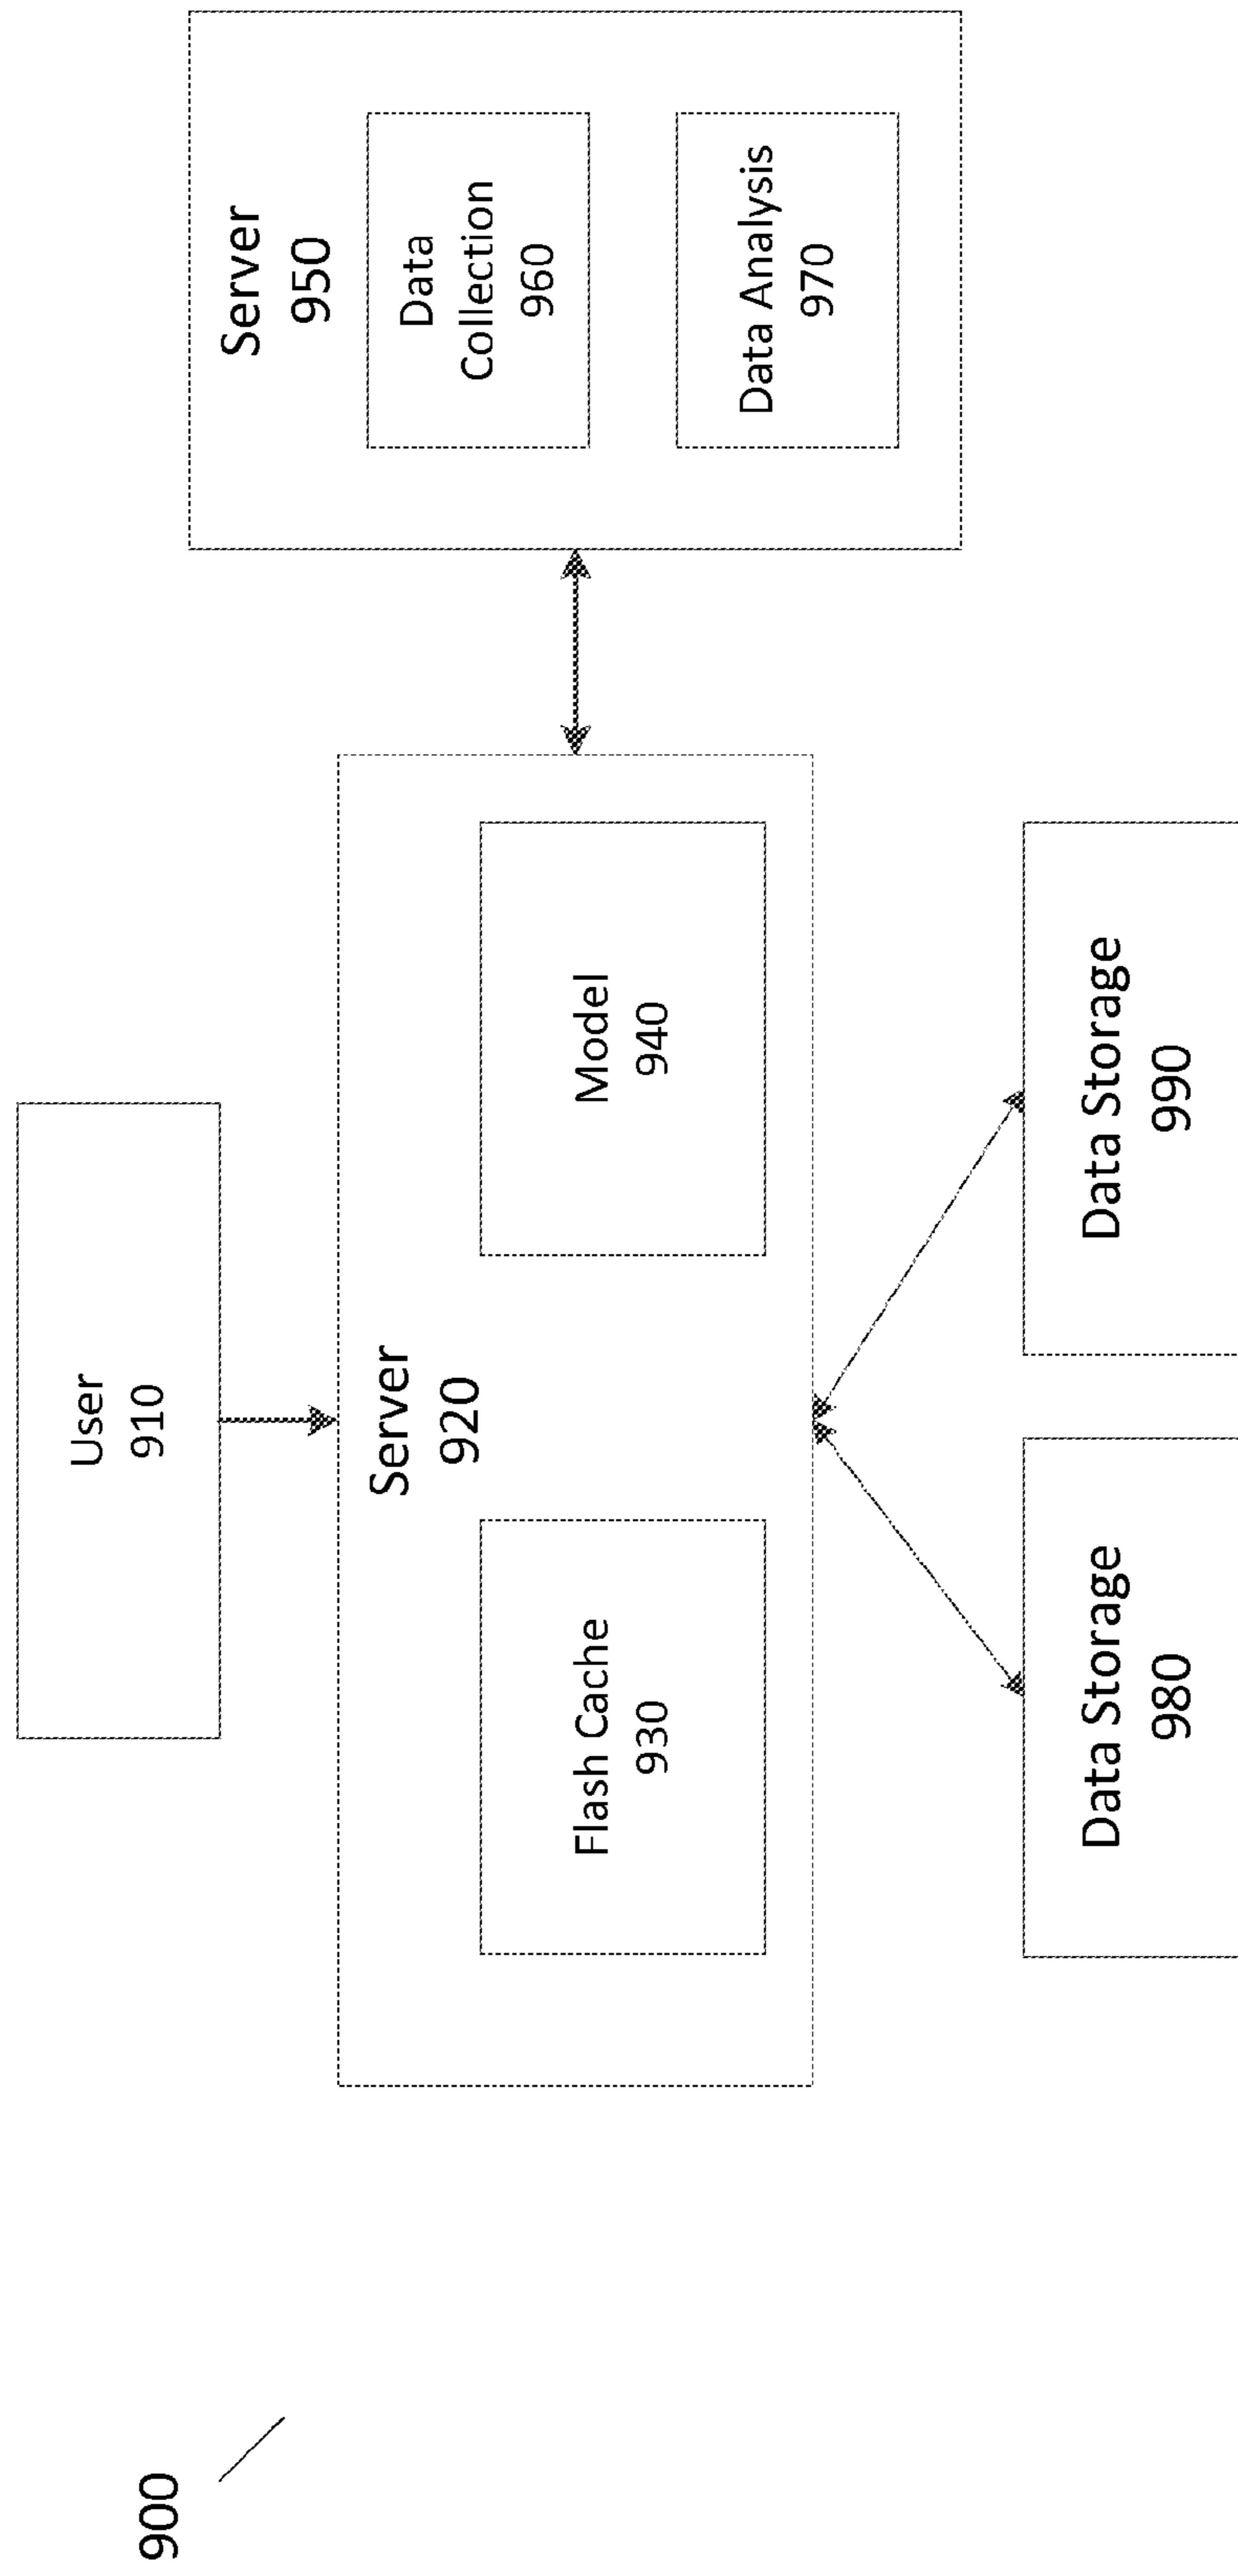 900
User
910
Server
920
Flash Cache
930
Model
940
Data Storage
980
Data Storage
990
Server
950
Data
Collection
960
Data Analysis
970